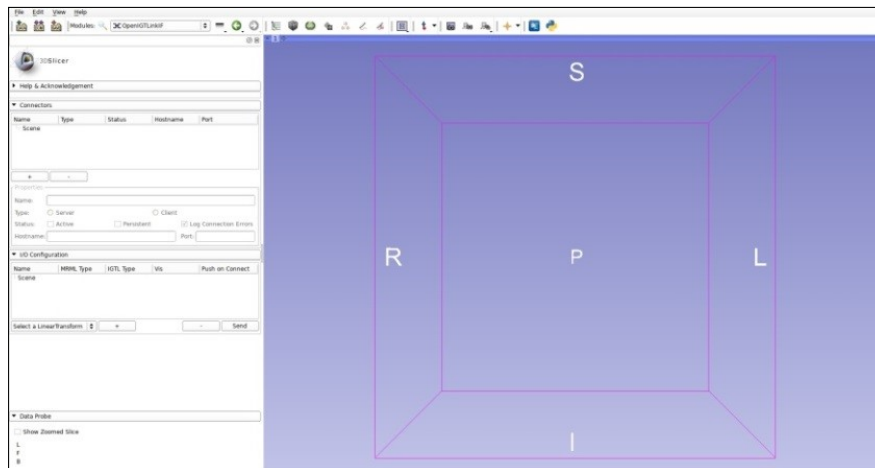 File Edit View Help
Modules: OpenIGTLinkIF
1
3DSlicer
Help & Acknowledgement
Connectors
Name Type Status Hostname Port
Scene
+ -
Properties
Name:
Type: Server Client
Status: Active Persistent Log Connection Errors
Hostname: Port:
I/O Configuration
Name MRML Type IGTL Type Vis Push on Connect
Scene
Select a LinearTransform + - Send
Data Probe
Show Zoomed Slice
L
F
B
S
R P L
I